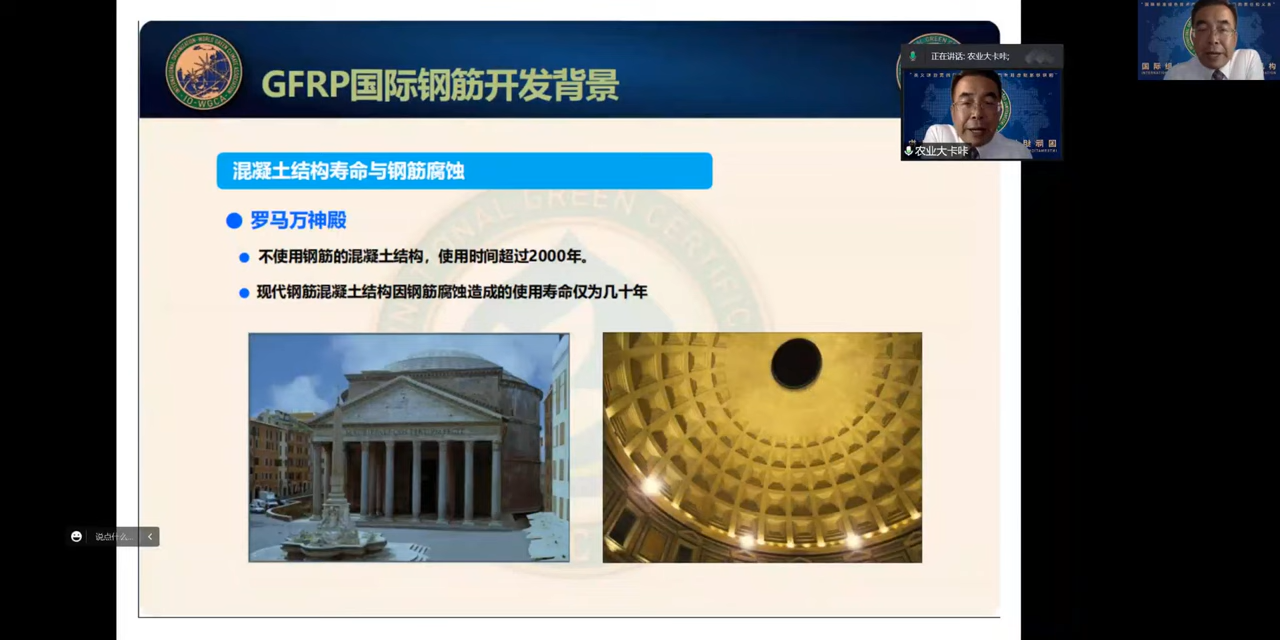 GFRP国际钢筋开发背景
正在讲话: 农业大卡咔;
农业大卡咔
混凝土结构寿命与钢筋腐蚀
罗马万神殿
不使用钢筋的混凝土结构，使用时间超过2000年。
现代钢筋混凝土结构因钢筋腐蚀造成的使用寿命仅为几十年
说点什么...